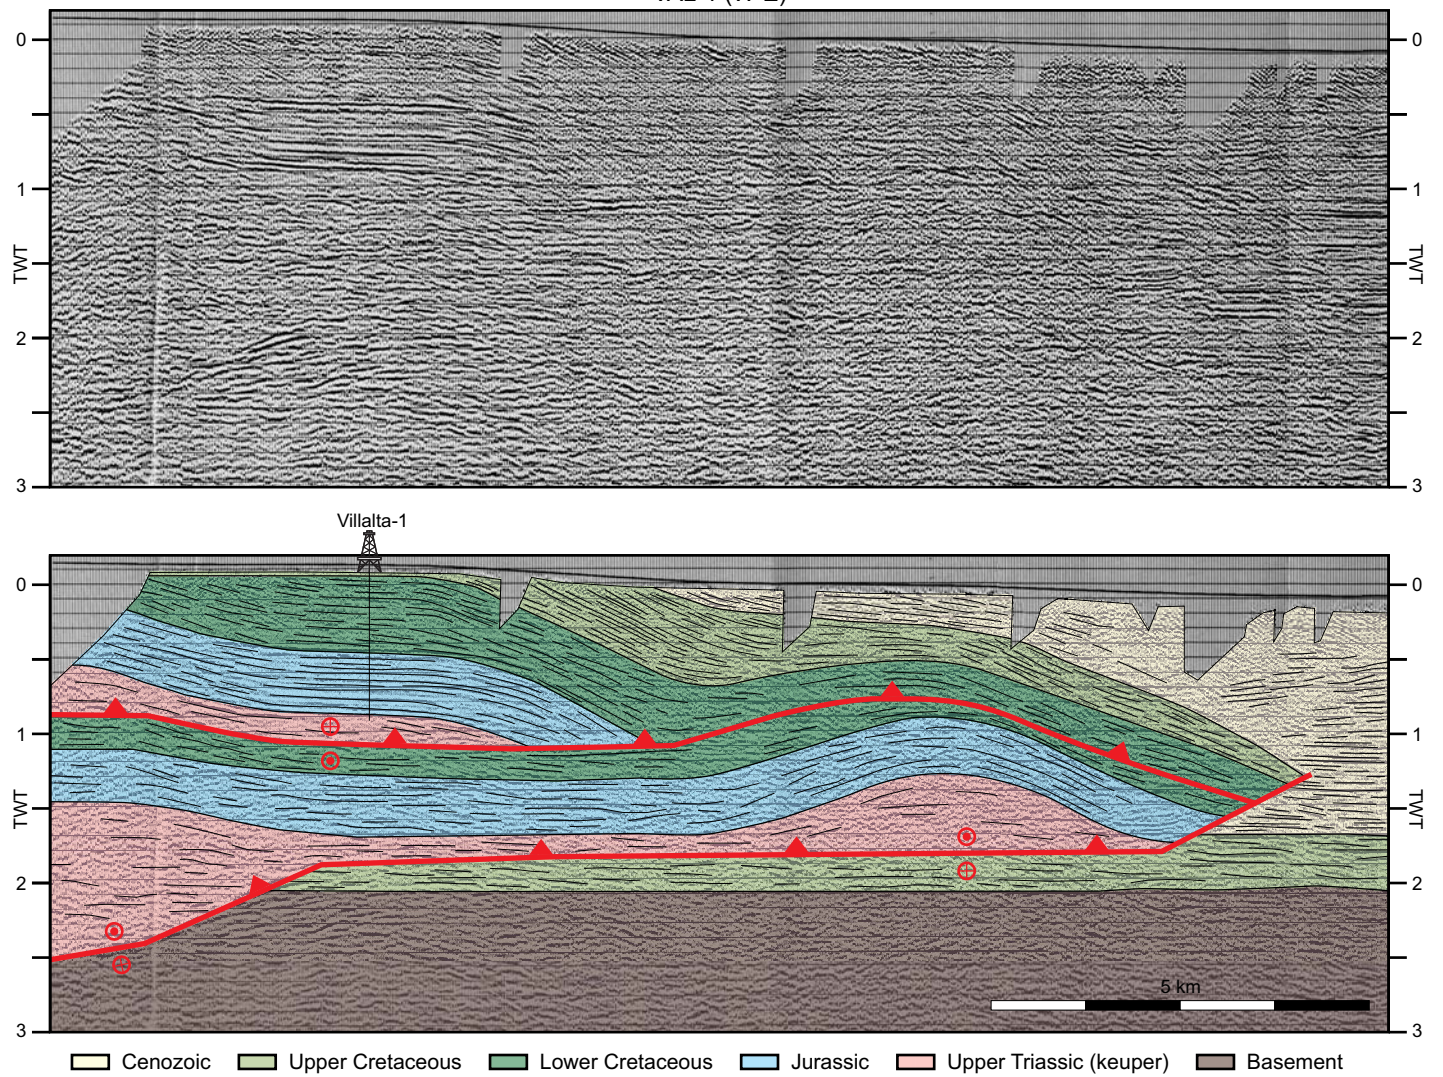 0
0
1
1
TWT
TWT
2
2
3
3
Villalta-1
0
0
1
1
TWT
TWT
2
2
5 km
3
3
Cenozoic
Upper Cretaceous
Lower Cretaceous
Jurassic
Upper Triassic (keuper)
Basement